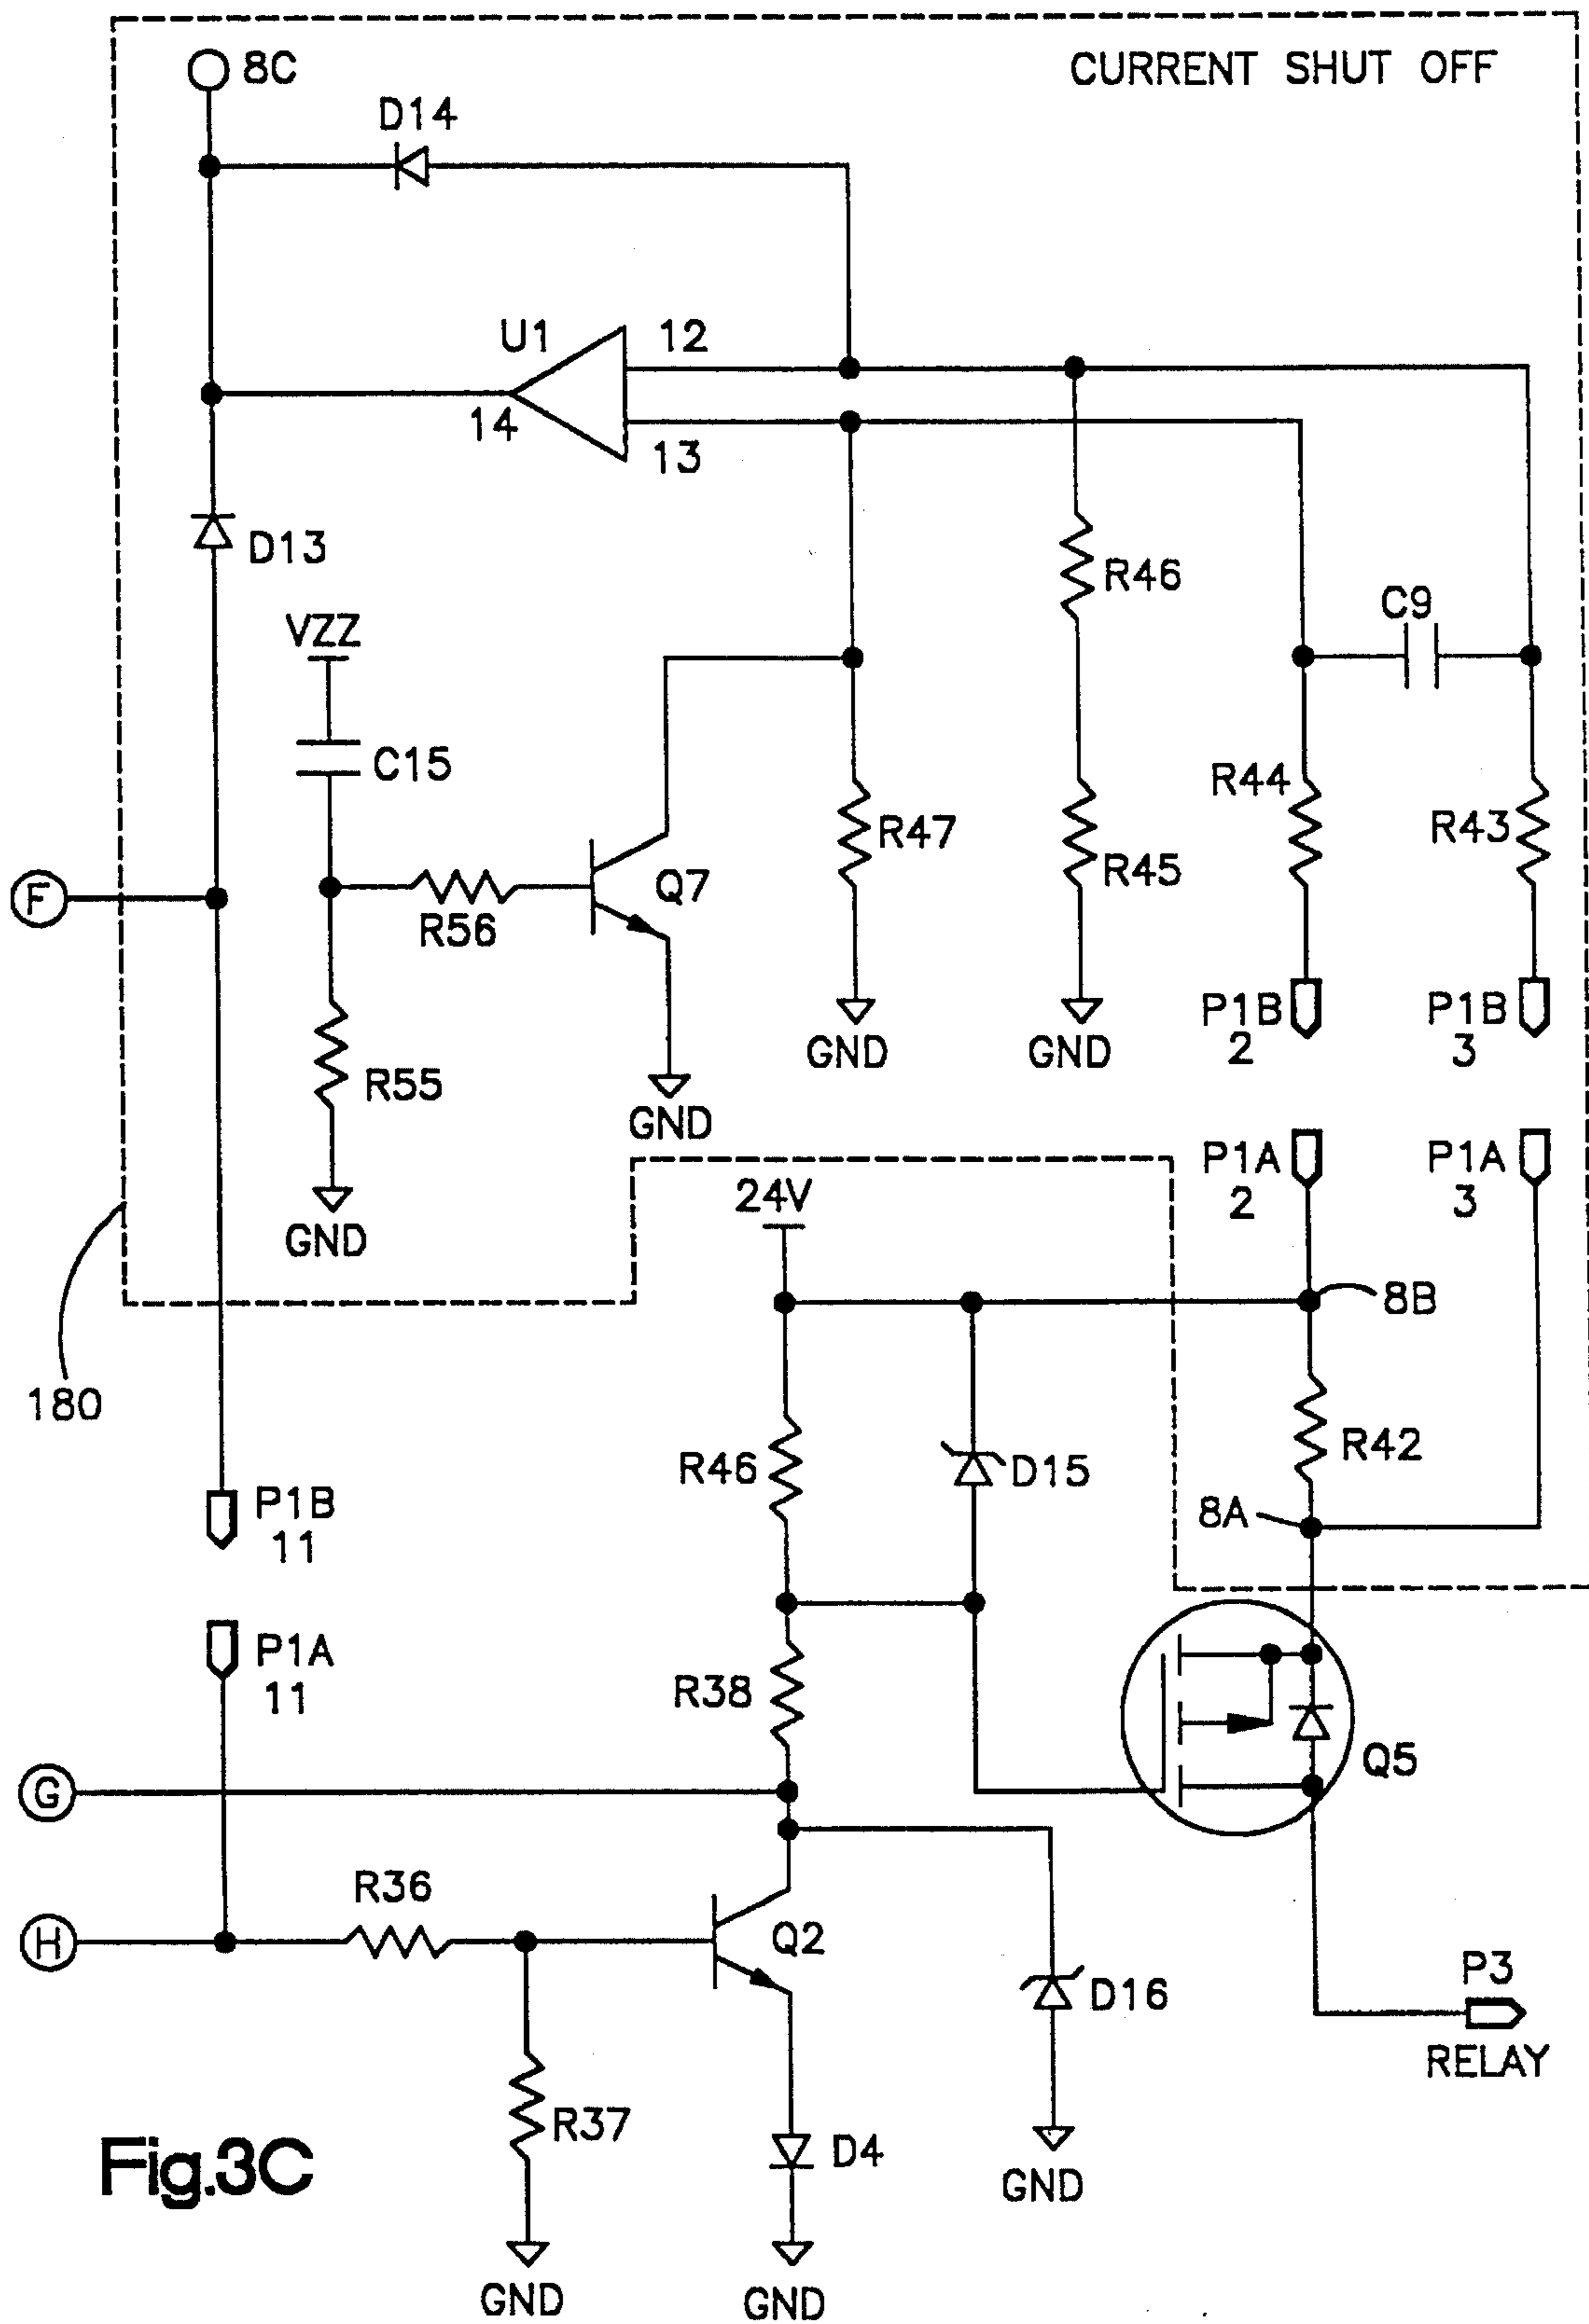 8C
CURRENT SHUT OFF
D14
U1
12
14
13
D13
R46
C9
VZZ
C15
R44
R47
R43
R45
F
Q7
R56
P1B
2
P1B
3
GND
GND
R55
GND
P1A
2
P1A
3
24V
GND
8B
180
R42
R46
D15
P1B
11
8A
P1A
11
R38
Q5
G
R36
H
Q2
P3
D16
RELAY
R37
D4
Fig.3C
GND
GND
GND